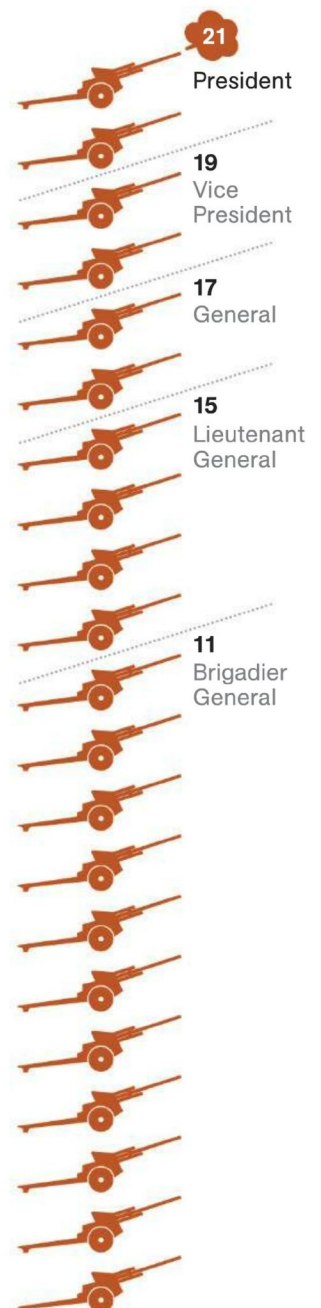 21
President
19
Vice
President
17
General
15
Lieutenant
General
11
Brigadier
General